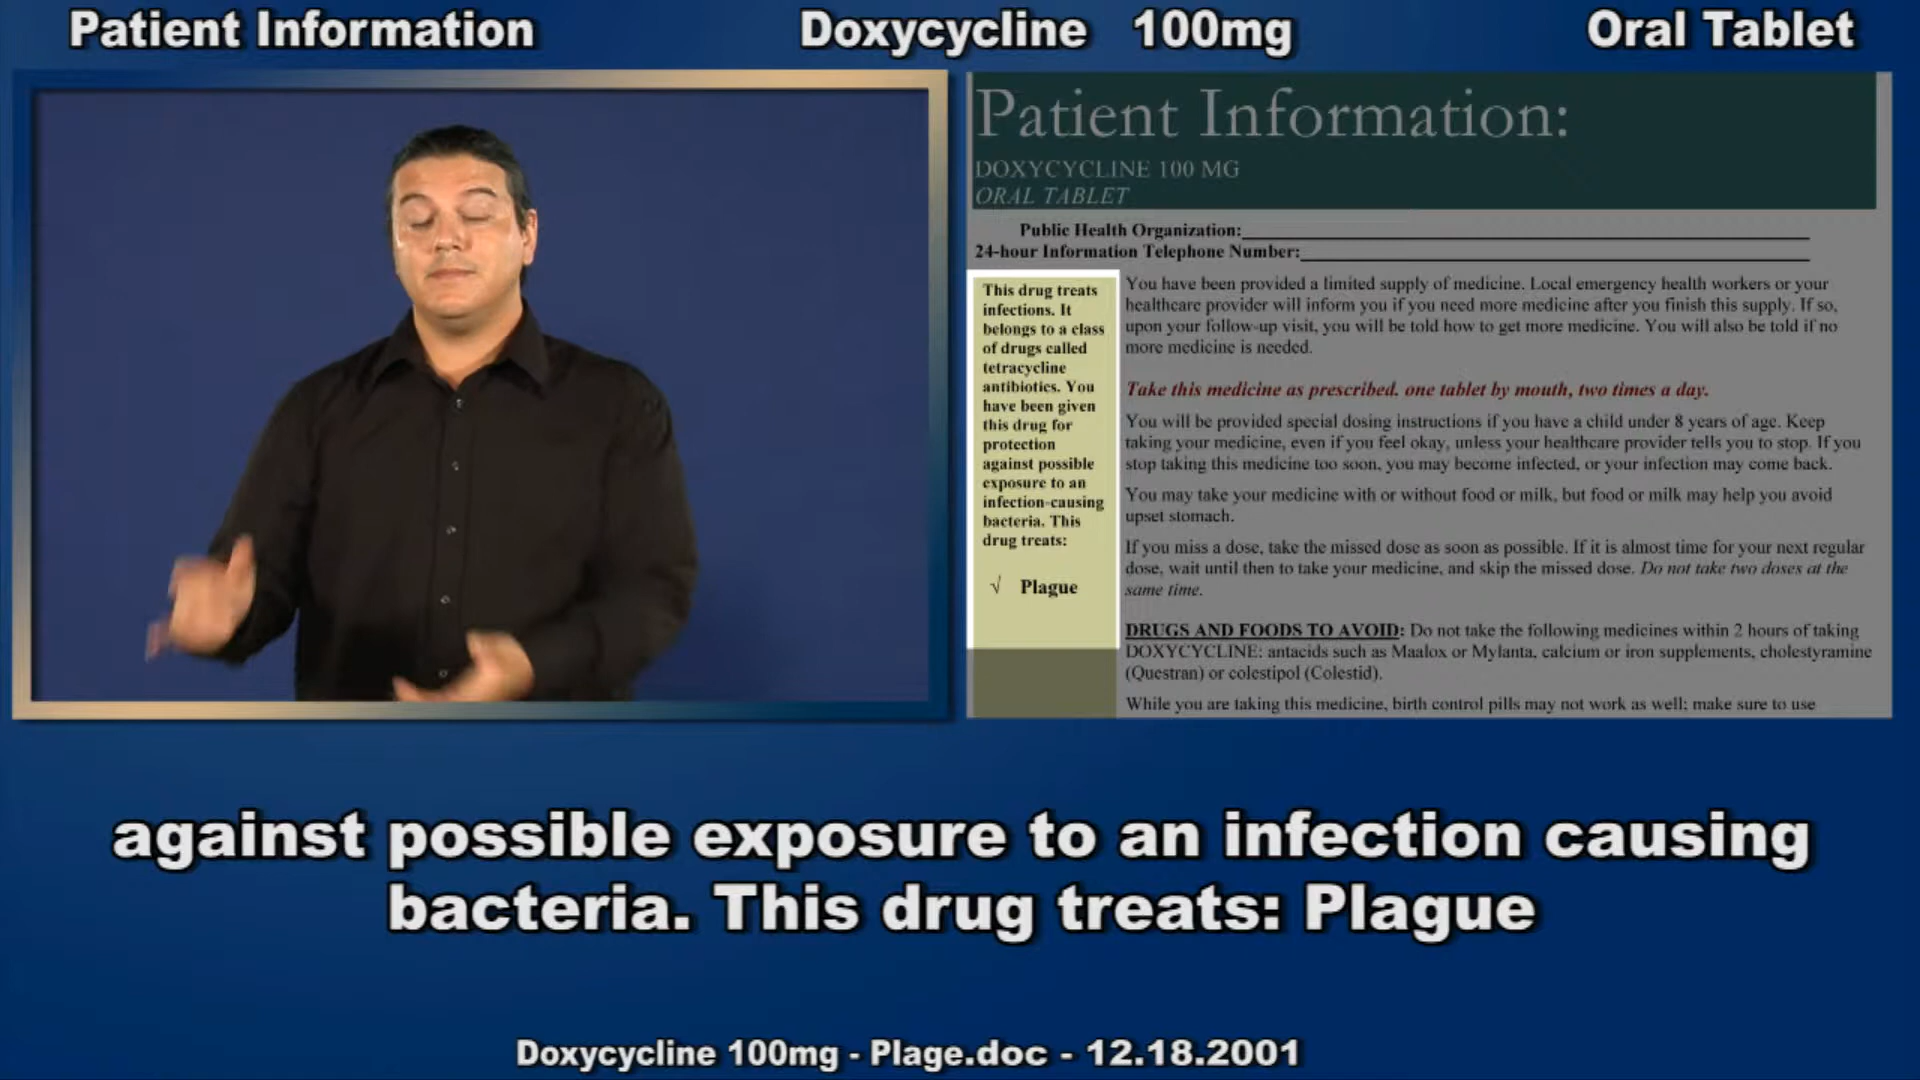 Patient Information Doxycycline 100mg Oral Tablet
Patient Information:
DOXYCYCLINE 100 MG
ORAL TABLET
Public Health Organization:
24-hour Information Telephone Number:
This drug treats
infections. It
belongs to a class
of drugs called
tetracycline
antibiotics. You
have been given
this drug for
protection
against possible
exposure to an
infection-causing
bacteria. This
drug treats:
√ Plague
You have been provided a limited supply of medicine. Local emergency health workers or your
healthcare provider will inform you if you need more medicine after you finish this supply. If so,
upon your follow-up visit, you will be told how to get more medicine. You will also be told if no
more medicine is needed.
Take this medicine as prescribed. one tablet by mouth, two times a day.
You will be provided special dosing instructions if you have a child under 8 years of age. Keep
taking your medicine, even if you feel okay, unless your healthcare provider tells you to stop. If you
stop taking this medicine too soon, you may become infected, or your infection may come back.
You may take your medicine with or without food or milk, but food or milk may help you avoid
upset stomach.
If you miss a dose, take the missed dose as soon as possible. If it is almost time for your next regular
dose, wait until then to take your medicine, and skip the missed dose. Do not take two doses at the
same time.
DRUGS AND FOODS TO AVOID: Do not take the following medicines within 2 hours of taking
DOXYCYCLINE: antacids such as Maalox or Mylanta, calcium or iron supplements, cholestyramine
(Questran) or colestipol (Colestid).
While you are taking this medicine, birth control pills may not work as well; make sure to use
against possible exposure to an infection causing
bacteria. This drug treats: Plague
Doxycycline 100mg - Plage.doc - 12.18.2001